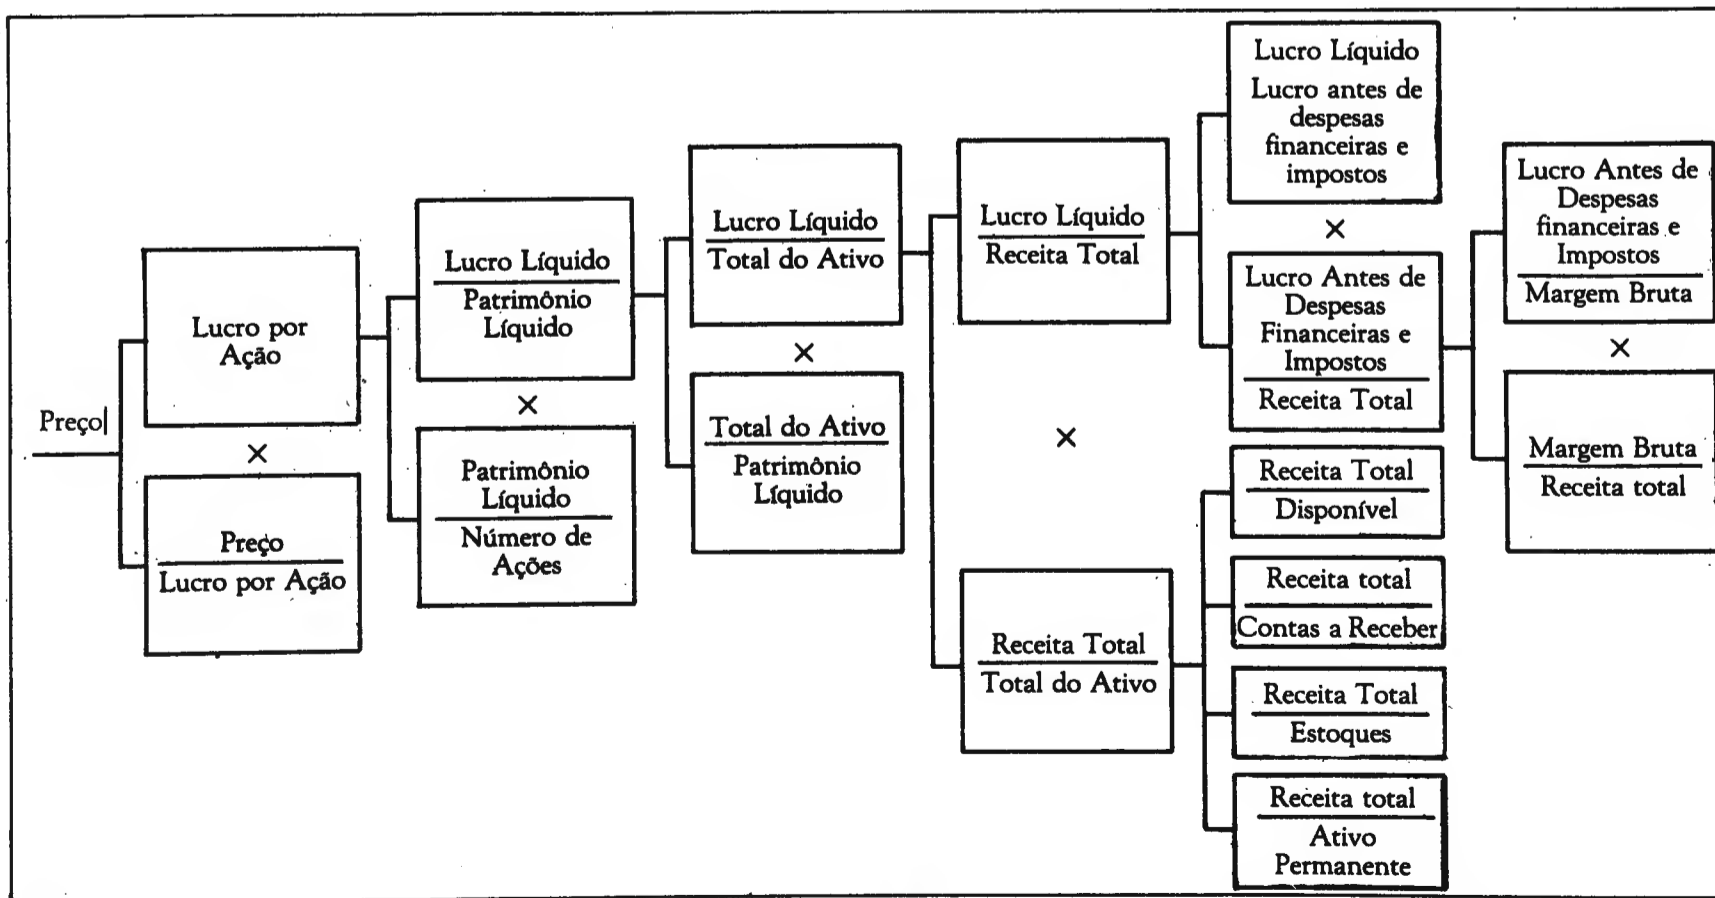 Preço
Lucro por
Ação
×
Preço
Lucro por Ação
Lucro Líquido
Patrimônio
Líquido
×
Patrimônio
Líquido
Número de
Ações
Lucro Líquido
Total do Ativo
×
Total do Ativo
Patrimônio
Líquido
Lucro Líquido
Receita Total
×
Receita Total
Total do Ativo
Lucro Líquido
Lucro antes de
despesas
financeiras e
impostos
×
Lucro Antes de
Despesas
Financeiras e
Impostos
Receita Total
Receita Total
Disponível
Receita total
Contas a Receber
Receita Total
Estoques
Receita total
Ativo
Permanente
Lucro Antes de
Despesas
financeiras e
Impostos
Margem Bruta
×
Margem Bruta
Receita total